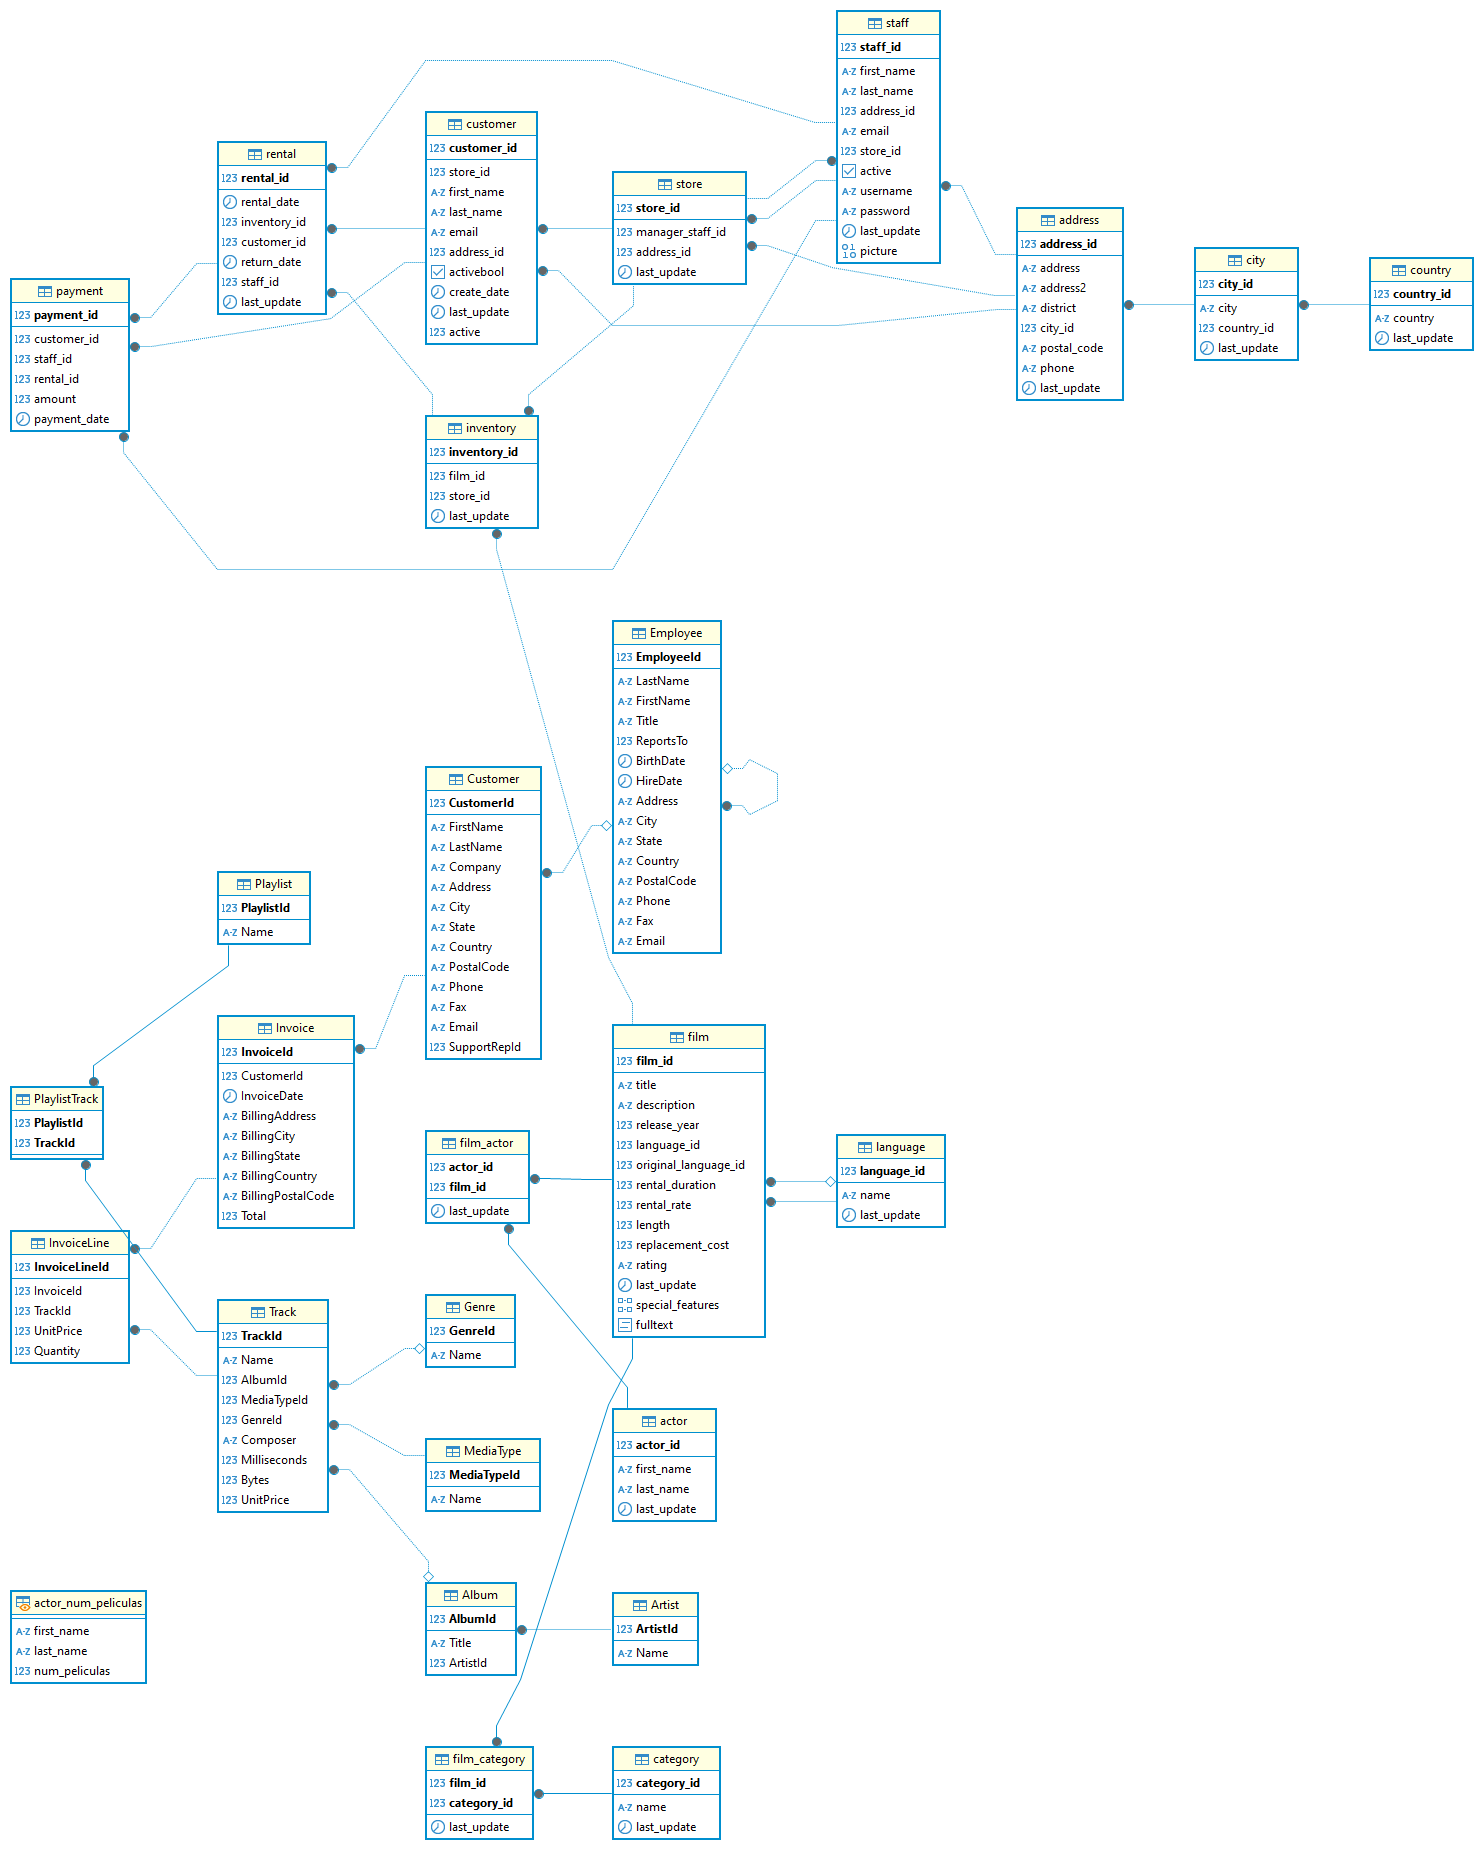 staff
123 staff_id
A-Z first_name
A-Z last_name
123 address_id
A-Z email
123 store_id
active
A-Z username
A-Z password
last_update
picture
customer
123 customer_id
123 store_id
A-Z first_name
A-Z last_name
A-Z email
123 address_id
activebool
create_date
last_update
123 active
rental
123 rental_id
rental_date
123 inventory_id
123 customer_id
return_date
123 staff_id
last_update
store
123 store_id
123 manager_staff_id
123 address_id
last_update
address
123 address_id
A-Z address
A-Z address2
A-Z district
123 city_id
A-Z postal_code
A-Z phone
last_update
city
123 city_id
A-Z city
123 country_id
last_update
country
123 country_id
A-Z country
last_update
payment
123 payment_id
123 customer_id
123 staff_id
123 rental_id
123 amount
payment_date
inventory
123 inventory_id
123 film_id
123 store_id
last_update
Employee
123 EmployeeId
A-Z LastName
A-Z FirstName
A-Z Title
123 ReportsTo
BirthDate
HireDate
A-Z Address
A-Z City
A-Z State
A-Z Country
A-Z PostalCode
A-Z Phone
A-Z Fax
A-Z Email
Customer
123 CustomerId
A-Z FirstName
A-Z LastName
A-Z Company
A-Z Address
A-Z City
A-Z State
A-Z Country
A-Z PostalCode
A-Z Phone
A-Z Fax
A-Z Email
123 SupportRepId
Playlist
123 PlaylistId
A-Z Name
Invoice
123 InvoiceId
123 CustomerId
InvoiceDate
A-Z BillingAddress
A-Z BillingCity
A-Z BillingState
A-Z BillingCountry
A-Z BillingPostalCode
123 Total
film
123 film_id
A-Z title
A-Z description
123 release_year
123 language_id
123 original_language_id
123 rental_duration
123 rental_rate
123 length
123 replacement_cost
A-Z rating
last_update
special_features
fulltext
PlaylistTrack
123 PlaylistId
123 TrackId
film_actor
123 actor_id
123 film_id
last_update
language
123 language_id
A-Z name
last_update
InvoiceLine
123 InvoiceLineId
123 InvoiceId
123 TrackId
123 UnitPrice
123 Quantity
Track
123 TrackId
A-Z Name
123 AlbumId
123 MediaTypeId
123 GenreId
A-Z Composer
123 Milliseconds
123 Bytes
123 UnitPrice
Genre
123 GenreId
A-Z Name
actor
123 actor_id
A-Z first_name
A-Z last_name
last_update
MediaType
123 MediaTypeId
A-Z Name
actor_num_peliculas
A-Z first_name
A-Z last_name
123 num_peliculas
Album
123 AlbumId
A-Z Title
123 ArtistId
Artist
123 ArtistId
A-Z Name
film_category
123 film_id
123 category_id
last_update
category
123 category_id
A-Z name
last_update